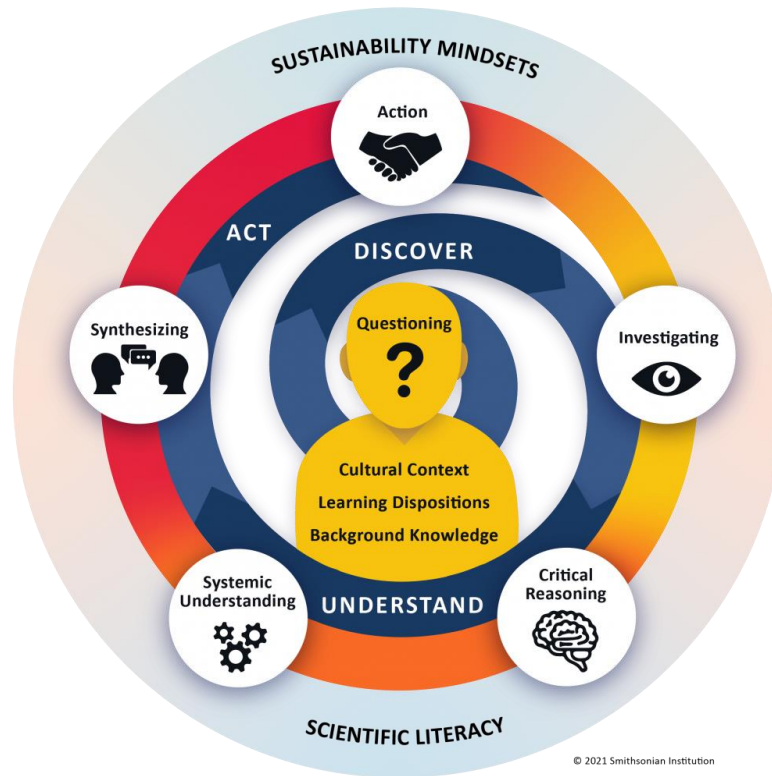 SUSTAINABILITY MINDSETS
Action
ACT
DISCOVER
Questioning
?
Synthesizing
Investigating
Cultural Context
Learning Dispositions
Background Knowledge
Systemic
Understanding
UNDERSTAND
Critical
Reasoning
SCIENTIFIC LITERACY
© 2021 Smithsonian Institution